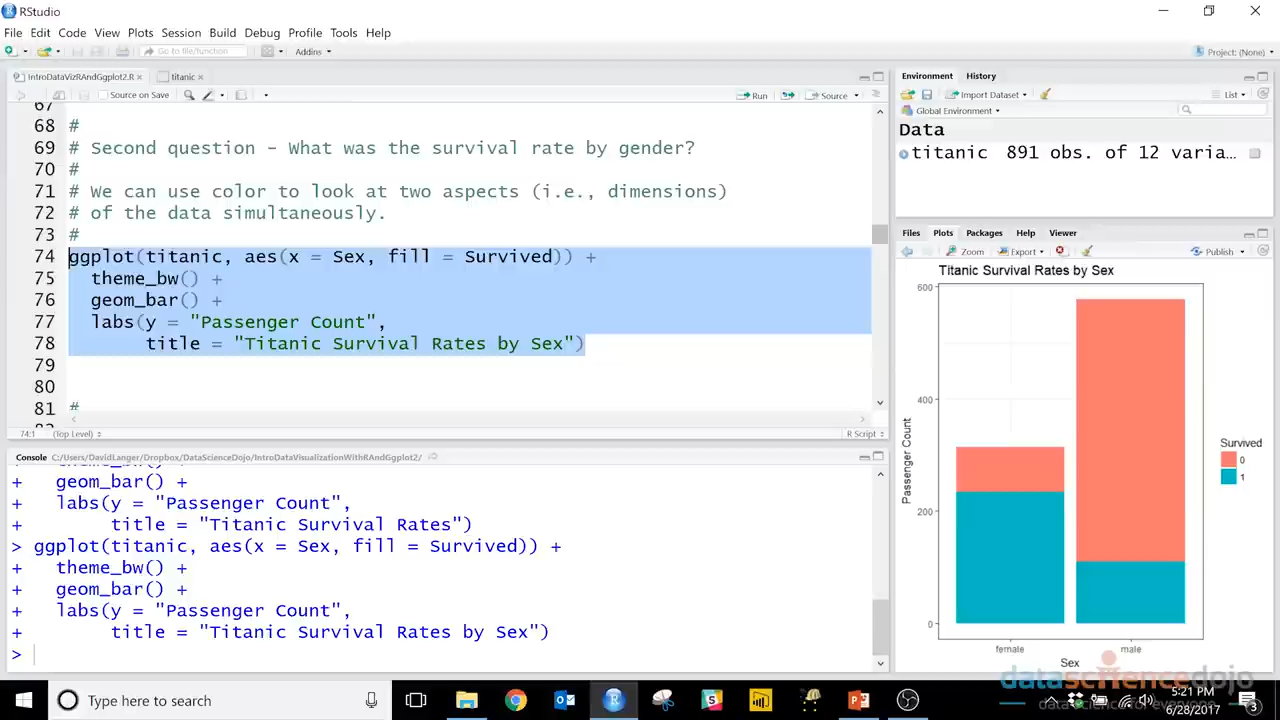 RStudio
File Edit Code View Plots Session Build Debug Profile Tools Help
Go to file/function Addins Project: (None)
IntroDataVizRAndGgplot2.R titanic
Source on Save Run Source
67
68 #
69 # Second question - What was the survival rate by gender?
70 #
71 # We can use color to look at two aspects (i.e., dimensions)
72 # of the data simultaneously.
73 #
74 ggplot(titanic, aes(x = Sex, fill = Survived)) +
75 theme_bw() +
76 geom_bar() +
77 labs(y = "Passenger Count",
78 title = "Titanic Survival Rates by Sex")
79
80
81 #
74:1 (Top Level) R Script
Console C:/Users/DavidLanger/Dropbox/DataScienceDojo/IntroDataVisualizationWithRAndGgplot2/
+ theme_bw() +
+ geom_bar() +
+ labs(y = "Passenger Count",
+ title = "Titanic Survival Rates")
> ggplot(titanic, aes(x = Sex, fill = Survived)) +
+ theme_bw() +
+ geom_bar() +
+ labs(y = "Passenger Count",
+ title = "Titanic Survival Rates by Sex")
>
Environment History
Import Dataset List
Global Environment
Data
titanic 891 obs. of 12 varia…
Files Plots Packages Help Viewer
Zoom Export Publish
Titanic Survival Rates by Sex
600
400
200
0
Passenger Count
female male
Sex
Survived
0
1
datasciencedojo
data science for everyone
Type here to search
5:21 PM
6/28/2017
3